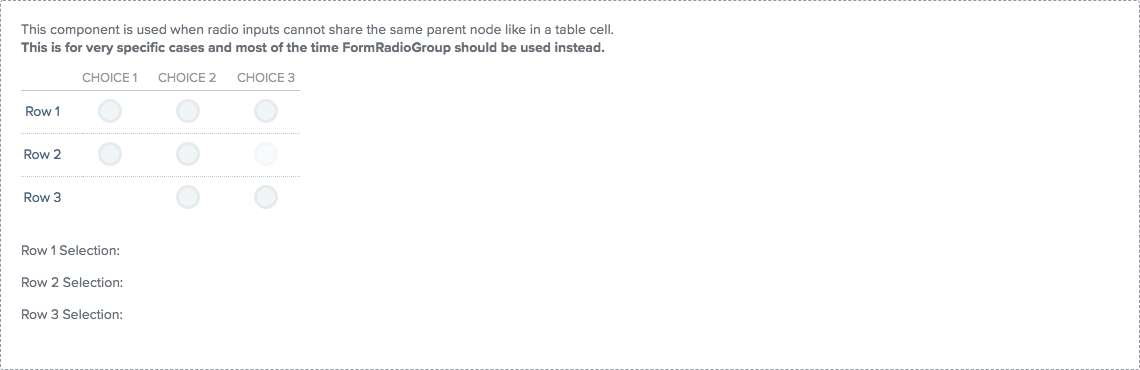 This component is used when radio inputs cannot share the same parent node like in a table cell.
This is for very specific cases and most of the time FormRadioGroup should be used instead.
CHOICE 1 CHOICE 2 CHOICE 3
Row 1
Row 2
Row 3
Row 1 Selection:
Row 2 Selection:
Row 3 Selection: